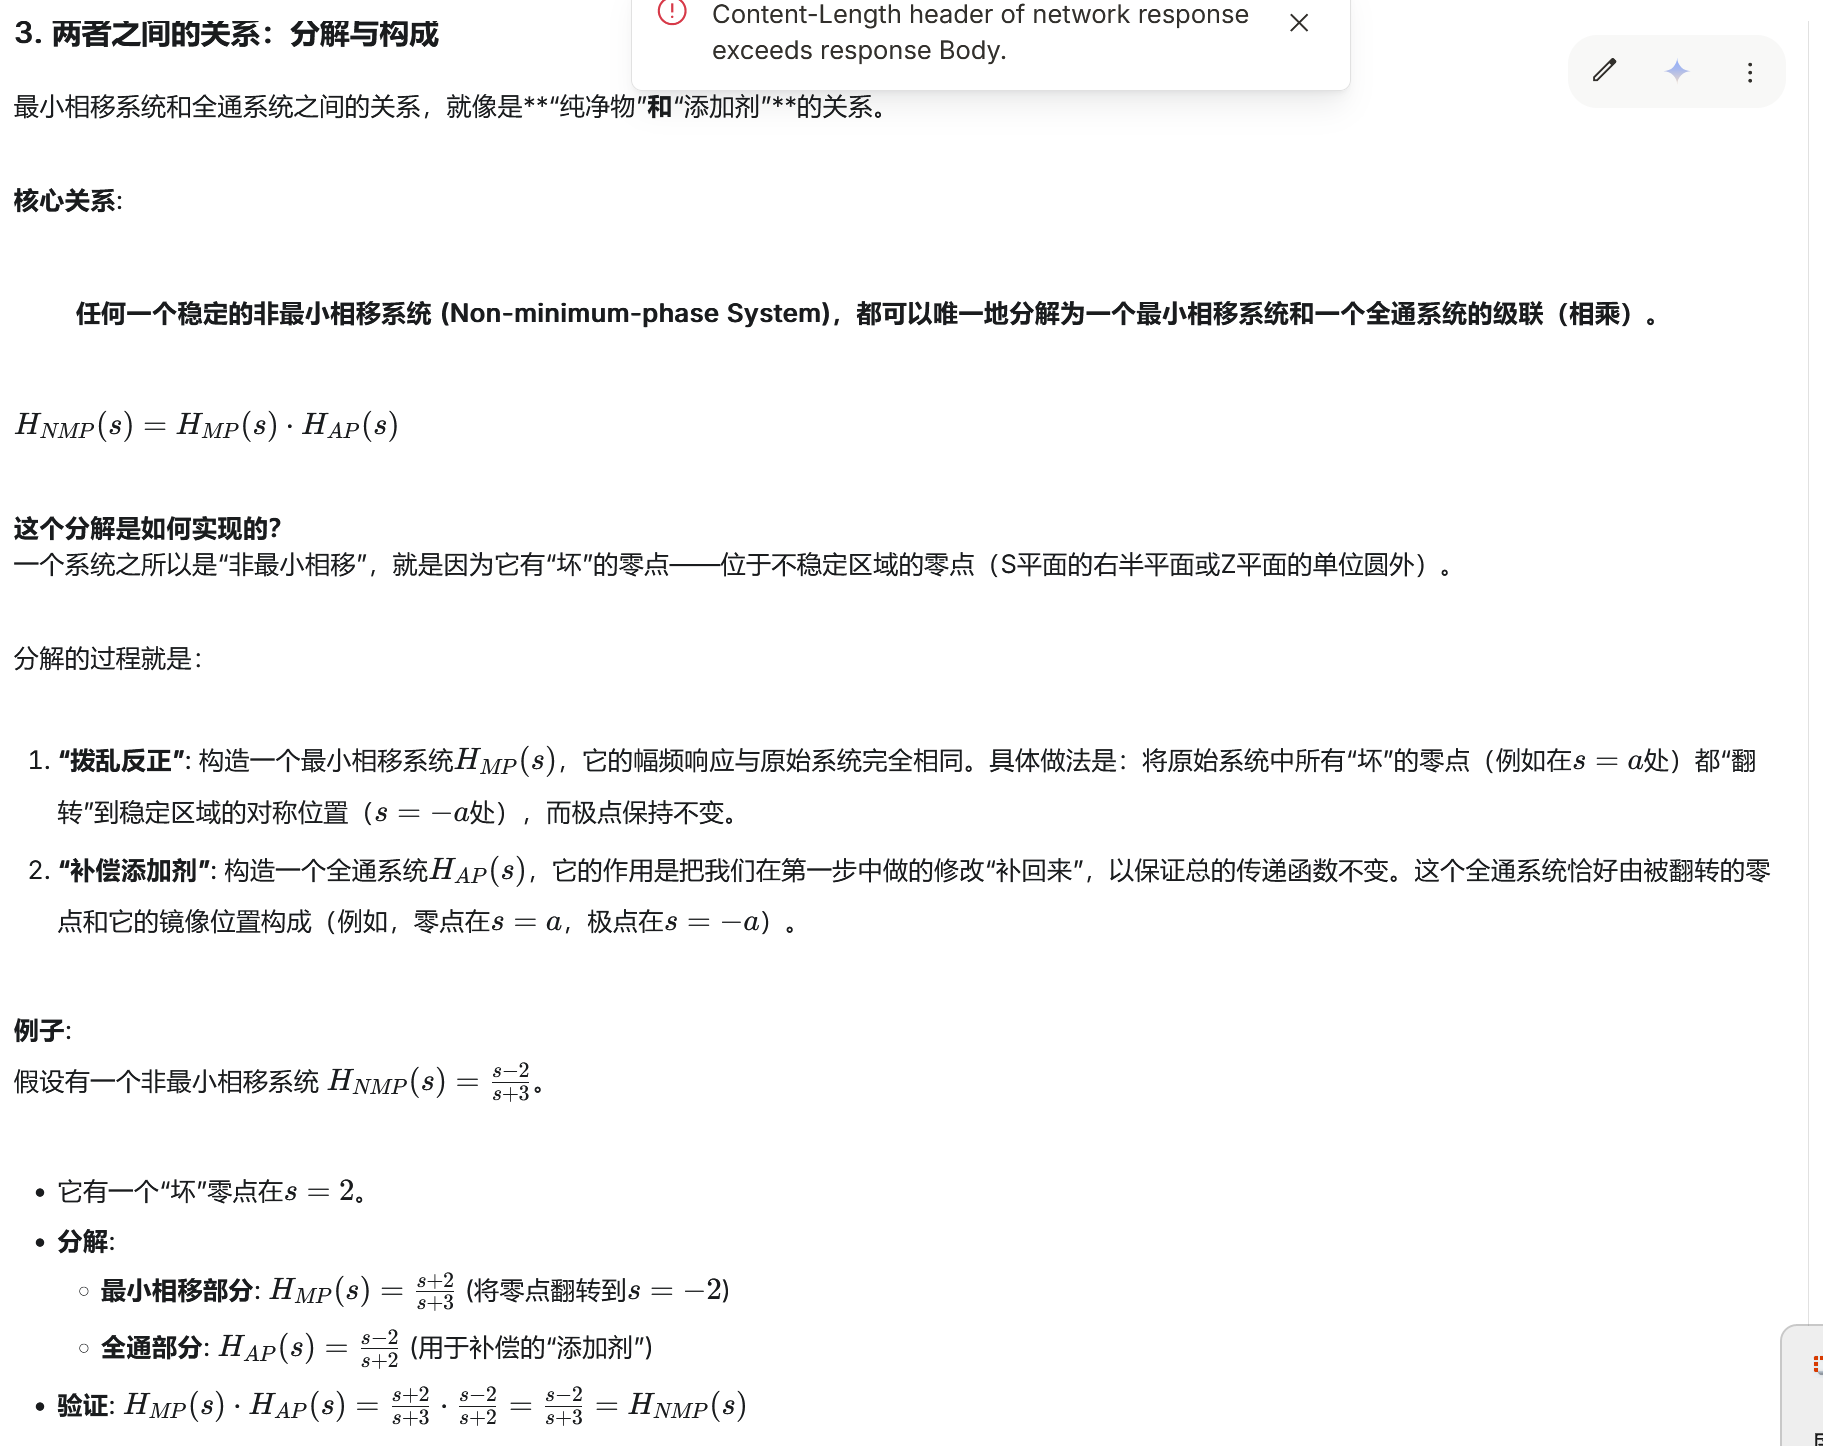 Content-Length header of network response
exceeds response Body.
3. 两者之间的关系：分解与构成
最小相移系统和全通系统之间的关系，就像是**“纯净物”和“添加剂”**的关系。
核心关系:
任何一个稳定的非最小相移系统 (Non-minimum-phase System)，都可以唯一地分解为一个最小相移系统和一个全通系统的级联（相乘）。
H_{NMP}(s) = H_{MP}(s) · H_{AP}(s)
这个分解是如何实现的？
一个系统之所以是“非最小相移”，就是因为它有“坏”的零点——位于不稳定区域的零点（S平面的右半平面或Z平面的单位圆外）。
分解的过程就是：
1. “拨乱反正”: 构造一个最小相移系统H_{MP}(s)，它的幅频响应与原始系统完全相同。具体做法是：将原始系统中所有“坏”的零点（例如在s = a处）都“翻
转”到稳定区域的对称位置（s = −a处），而极点保持不变。
2. “补偿添加剂”: 构造一个全通系统H_{AP}(s)，它的作用是把我们在第一步中做的修改“补回来”，以保证总的传递函数不变。这个全通系统恰好由被翻转的零
点和它的镜像位置构成（例如，零点在s = a，极点在s = −a）。
例子:
假设有一个非最小相移系统 H_{NMP}(s) = \frac{s−2}{s+3}。
• 它有一个“坏”零点在s = 2。
• 分解:
○ 最小相移部分: H_{MP}(s) = \frac{s+2}{s+3} (将零点翻转到s = −2)
○ 全通部分: H_{AP}(s) = \frac{s−2}{s+2} (用于补偿的“添加剂”)
• 验证: H_{MP}(s) · H_{AP}(s) = \frac{s+2}{s+3} · \frac{s−2}{s+2} = \frac{s−2}{s+3} = H_{NMP}(s)